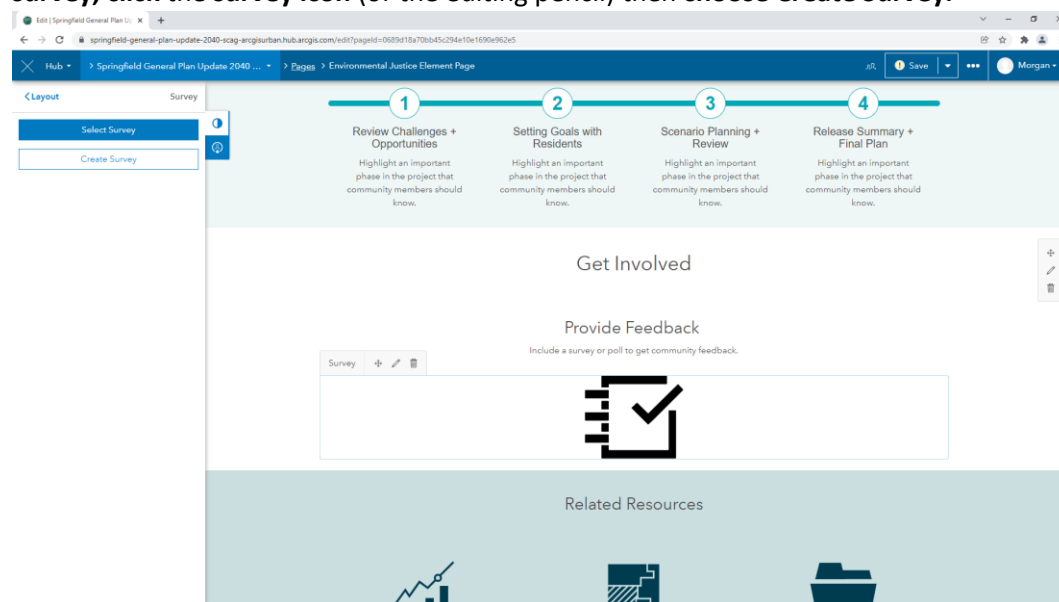 survey, click the survey icon (or the editing pencil) then choose Create Survey.
Edit | Springfield General Plan Up
springfield-general-plan-update-2040-scag-arcgisurban.hub.arcgis.com/edit?pageId=0689d18a70bb45c294e10e1690e962e5
Hub > Springfield General Plan Update 2040 ... > Pages > Environmental Justice Element Page Save Morgan
Layout Survey
Select Survey
Create Survey
1 2 3 4
Review Challenges + Setting Goals with Scenario Planning + Release Summary +
Opportunities Residents Review Final Plan
Highlight an important Highlight an important Highlight an important Highlight an important
phase in the project that phase in the project that phase in the project that phase in the project that
community members should community members should community members should community members should
know. know. know. know.
Get Involved
Provide Feedback
Include a survey or poll to get community feedback.
Survey
Related Resources